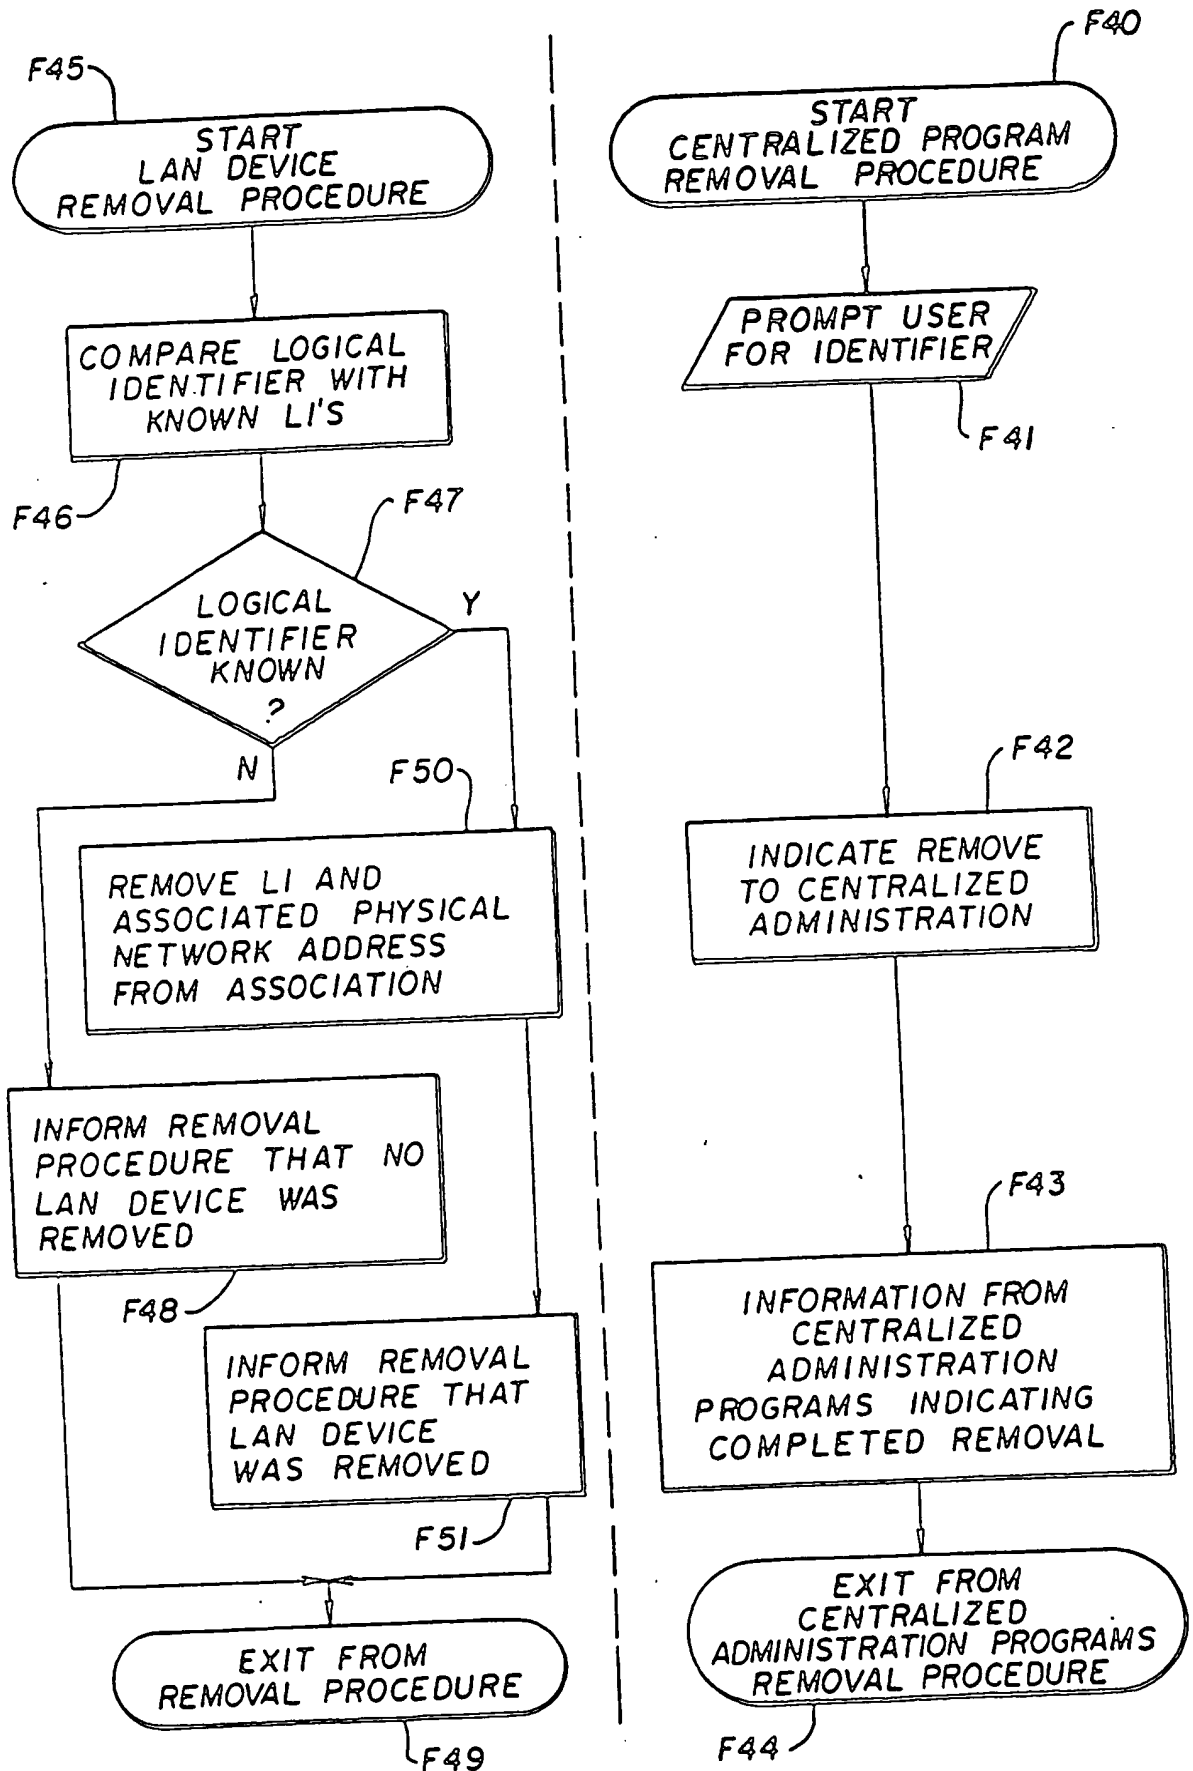 F45
START
LAN DEVICE
REMOVAL PROCEDURE
COMPARE LOGICAL
IDENTIFIER WITH
KNOWN LI'S
F46
F47
LOGICAL
IDENTIFIER
KNOWN
?
Y
N
F50
REMOVE LI AND
ASSOCIATED PHYSICAL
NETWORK ADDRESS
FROM ASSOCIATION
INFORM REMOVAL
PROCEDURE THAT NO
LAN DEVICE WAS
REMOVED
F48
INFORM REMOVAL
PROCEDURE THAT
LAN DEVICE
WAS REMOVED
F51
EXIT FROM
REMOVAL PROCEDURE
F49
F40
START
CENTRALIZED PROGRAM
REMOVAL PROCEDURE
PROMPT USER
FOR IDENTIFIER
F41
F42
INDICATE REMOVE
TO CENTRALIZED
ADMINISTRATION
F43
INFORMATION FROM
CENTRALIZED
ADMINISTRATION
PROGRAMS INDICATING
COMPLETED REMOVAL
EXIT FROM
CENTRALIZED
ADMINISTRATION PROGRAMS
REMOVAL PROCEDURE
F44